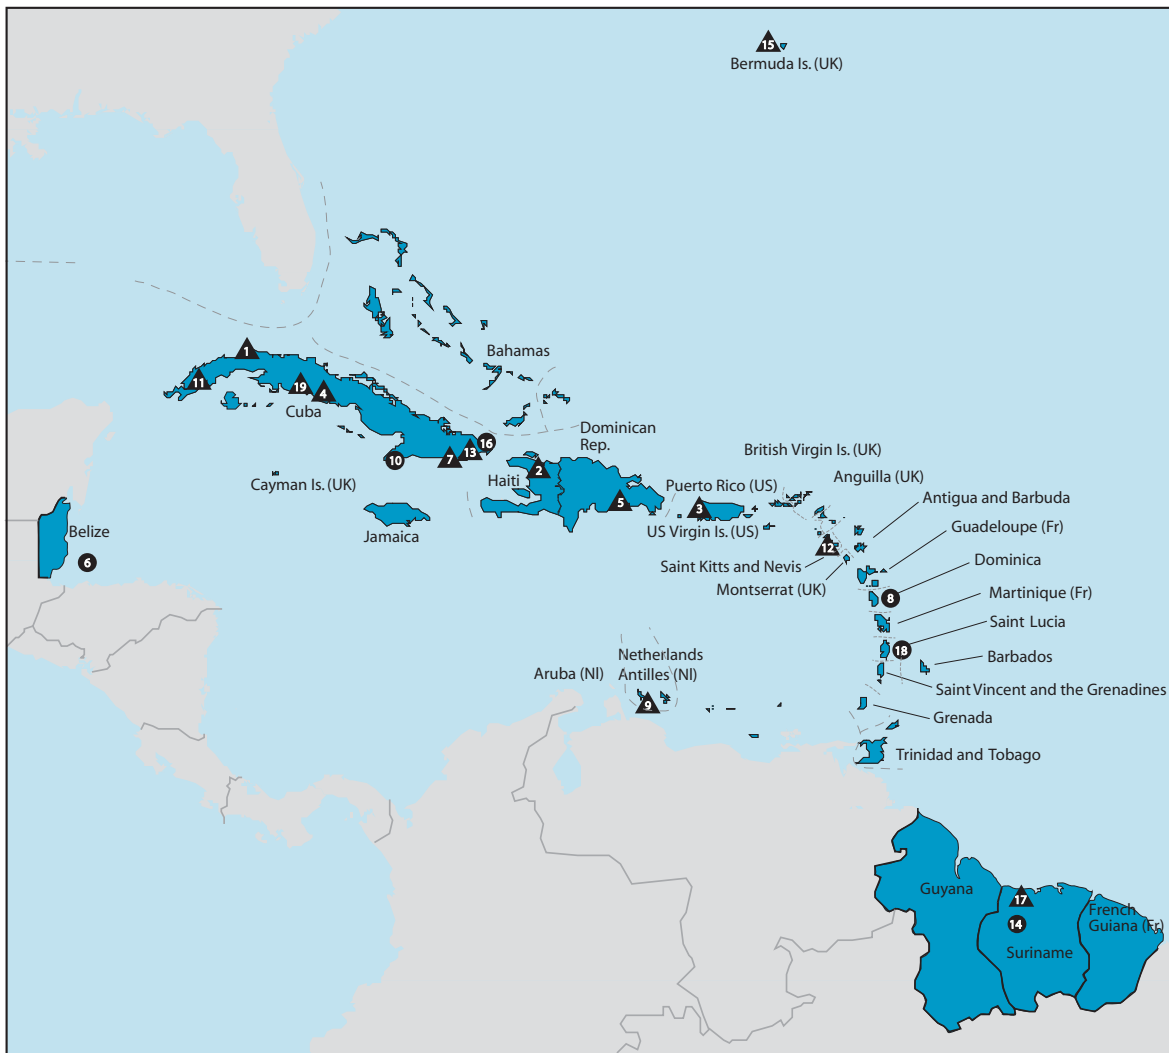 15
Bermuda Is. (UK)
Bahamas
1
11
19
4
Cuba
16
13
7
10
Dominican
Rep.
2
Haiti
5
Cayman Is. (UK)
Jamaica
British Virgin Is. (UK)
Anguilla (UK)
Puerto Rico (US)
3
Antigua and Barbuda
US Virgin Is. (US)
Guadeloupe (Fr)
12
Saint Kitts and Nevis
Belize
6
Dominica
Montserrat (UK)
8
Martinique (Fr)
Saint Lucia
18
Barbados
Netherlands
Antilles (Nl)
Aruba (Nl)
9
Saint Vincent and the Grenadines
Grenada
Trinidad and Tobago
Guyana
17
14
Suriname
French
Guiana (Fr)